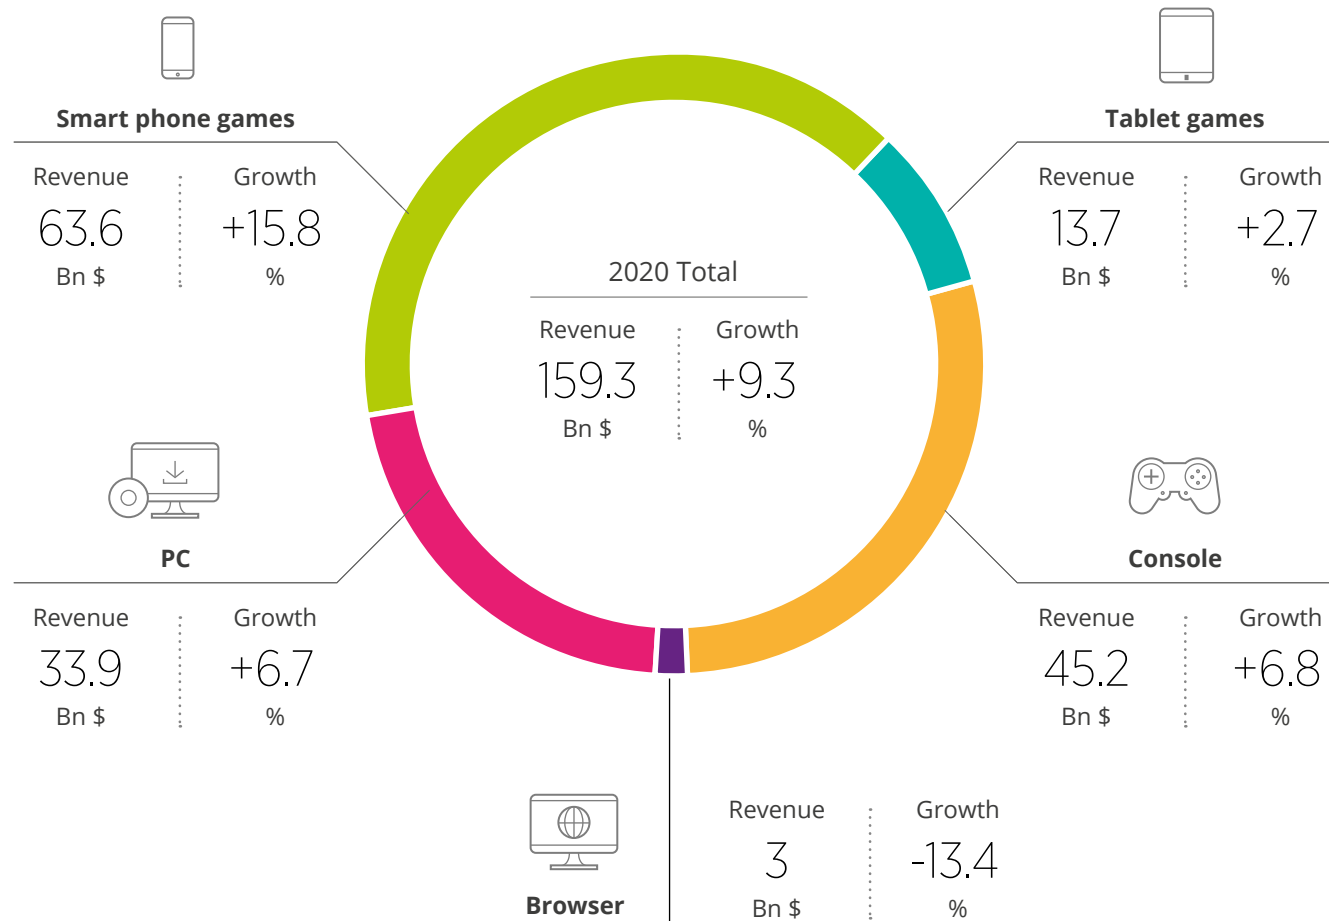 Smart phone games
Revenue Growth
63.6 +15.8
Bn $ %
Tablet games
Revenue Growth
13.7 +2.7
Bn $ %
2020 Total
Revenue Growth
159.3 +9.3
Bn $ %
PC
Revenue Growth
33.9 +6.7
Bn $ %
Console
Revenue Growth
45.2 +6.8
Bn $ %
Browser
Revenue Growth
3 -13.4
Bn $ %